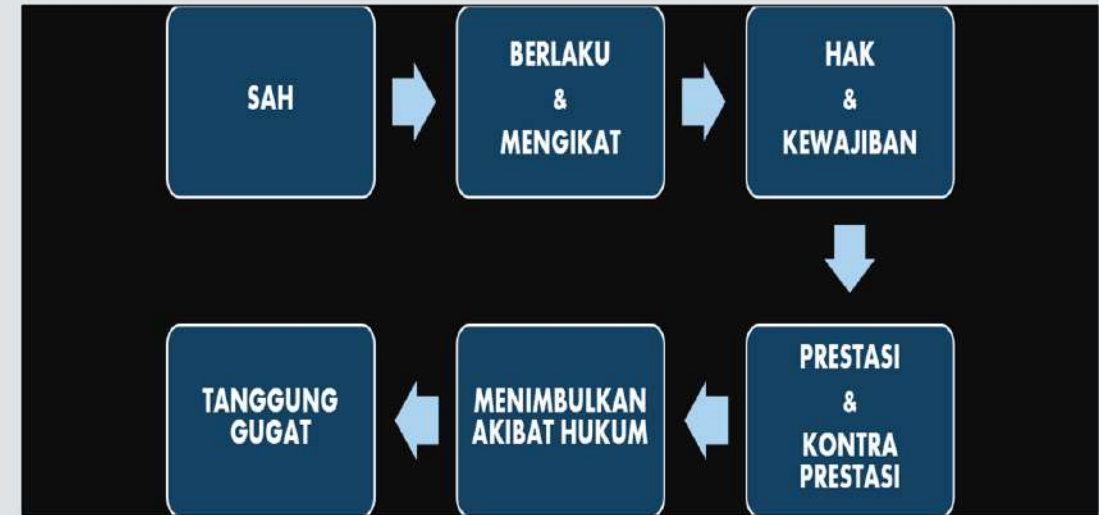 SAH
BERLAKU
&
MENGIKAT
HAK
&
KEWAJIBAN
PRESTASI
&
KONTRA
PRESTASI
MENIMBULKAN
AKIBAT HUKUM
TANGGUNG
GUGAT